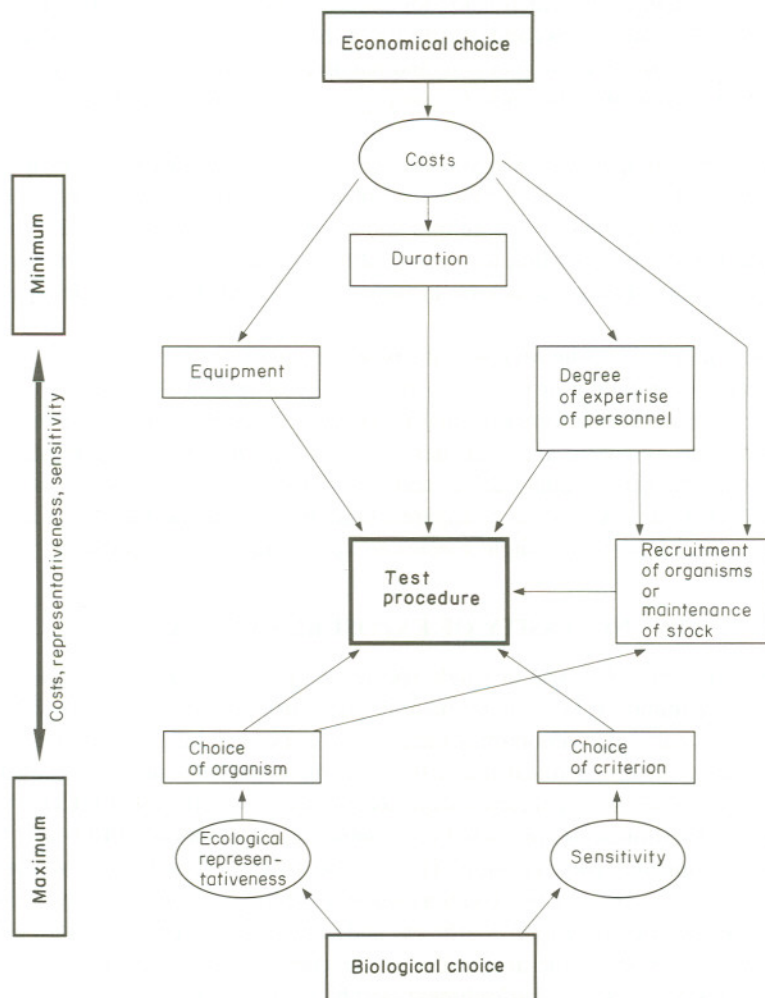 Economical choice
Costs
Minimum
Duration
Equipment
Degree
of expertise
of personnel
Costs, representativeness, sensitivity
Test
procedure
Recruitment
of organisms
or
maintenance
of stock
Choice
of organism
Choice
of criterion
Maximum
Ecological
represen-
tativeness
Sensitivity
Biological choice